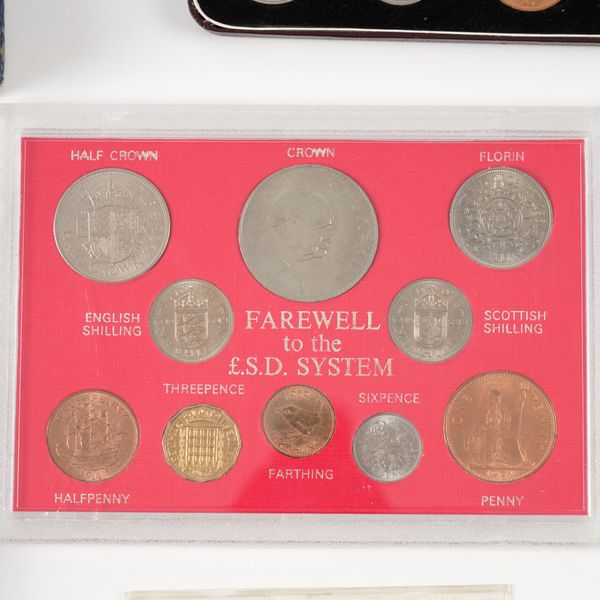 HALF CROWN
CROWN
FLORIN
ENGLISH
SHILLING
SCOTTISH
SHILLING
FAREWELL
to the
£.S.D. SYSTEM
THREEPENCE
SIXPENCE
FARTHING
HALFPENNY
PENNY